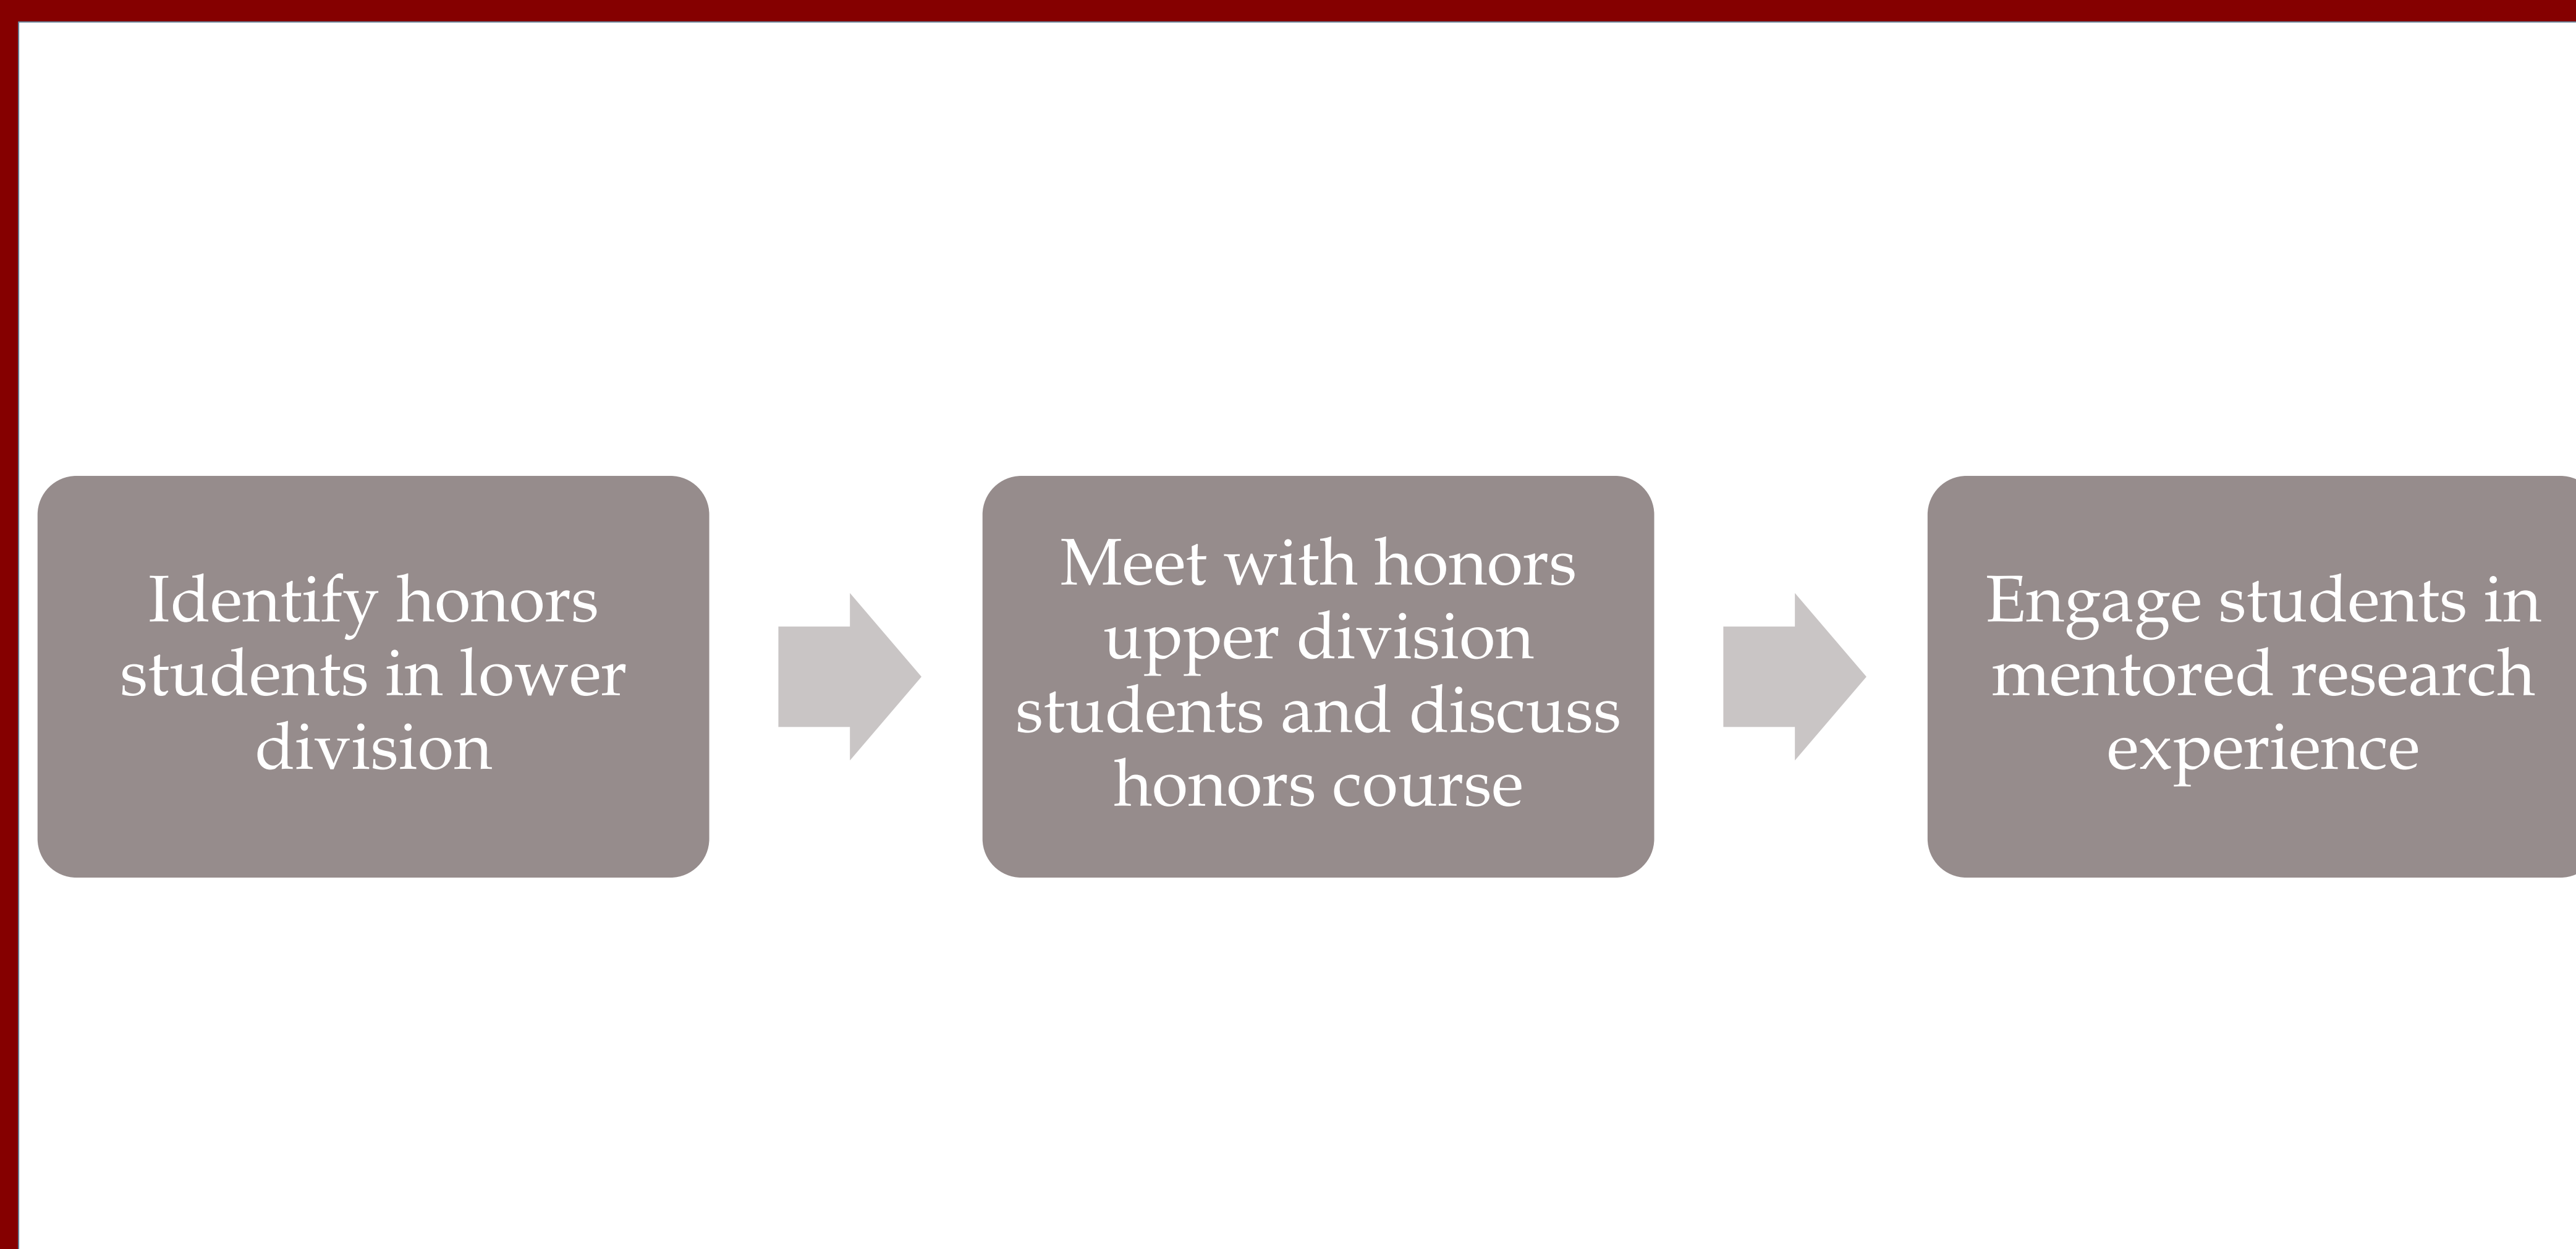 Identify honors
students in lower
division
Meet with honors
upper division
students and discuss
honors course
Engage students in
mentored research
experience